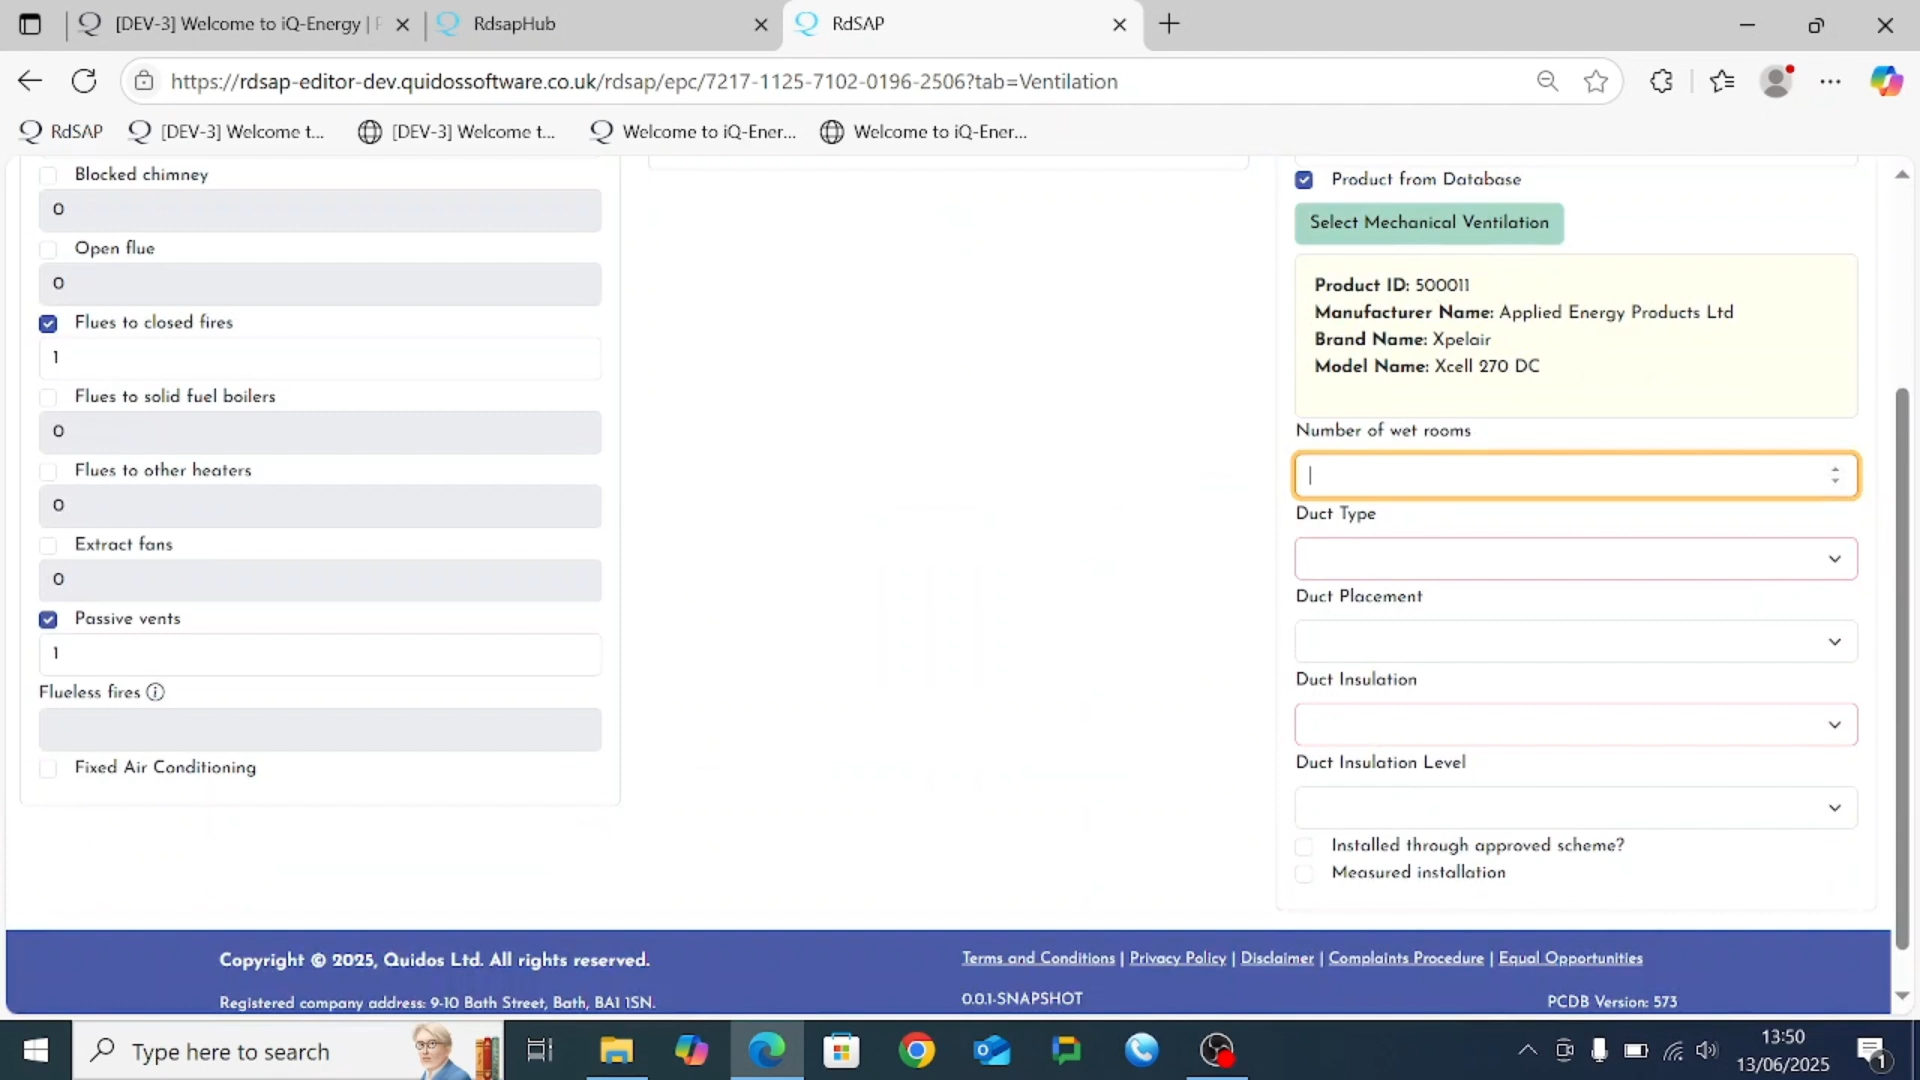 [DEV-3] Welcome to iQ-Energy |
RdsapHub
RdSAP
https://rdsap-editor-dev.quidossoftware.co.uk/rdsap/epc/7217-1125-7102-0196-2506?tab=Ventilation
RdSAP
[DEV-3] Welcome t...
[DEV-3] Welcome t...
Welcome to iQ-Ener...
Welcome to iQ-Ener...
Blocked chimney
0
Open flue
0
Flues to closed fires
1
Flues to solid fuel boilers
0
Flues to other heaters
0
Extract fans
0
Passive vents
1
Flueless fires
Fixed Air Conditioning
Product from Database
Select Mechanical Ventilation
Product ID: 500011
Manufacturer Name: Applied Energy Products Ltd
Brand Name: Xpelair
Model Name: Xcell 270 DC
Number of wet rooms
Duct Type
Duct Placement
Duct Insulation
Duct Insulation Level
Installed through approved scheme?
Measured installation
Copyright © 2025, Quidos Ltd. All rights reserved.
Registered company address: 9-10 Bath Street, Bath, BA1 1SN.
Terms and Conditions | Privacy Policy | Disclaimer | Complaints Procedure | Equal Opportunities
0.0.1-SNAPSHOT
PCDB Version: 573
Type here to search
13:50
13/06/2025
1